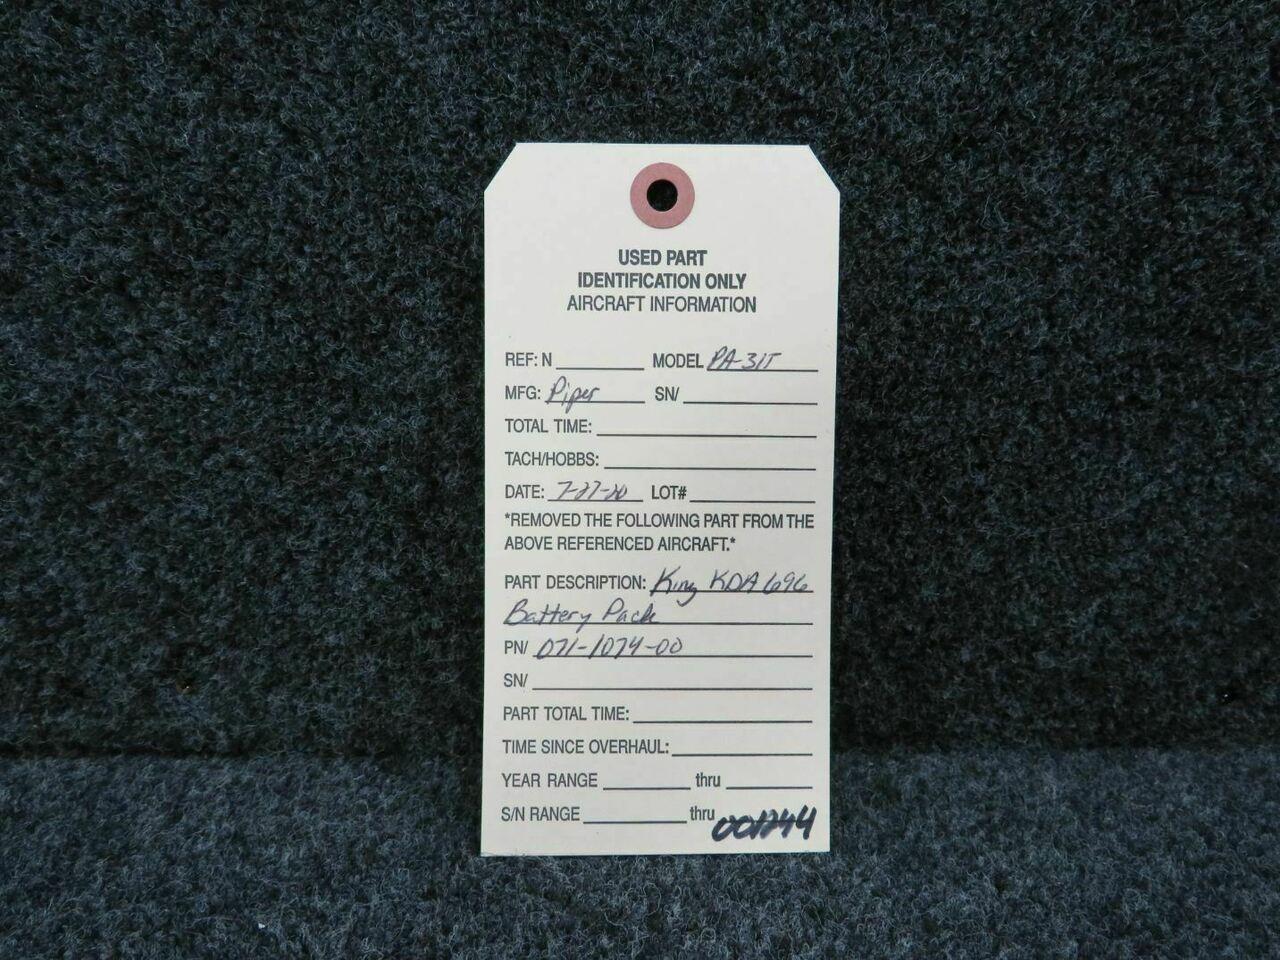 USED PART
IDENTIFICATION ONLY
AIRCRAFT INFORMATION
REF: N MODEL PA-31T
MFG: Piper SN/
TOTAL TIME:
TACH/HOBBS:
DATE: 7-27-20 LOT#
*REMOVED THE FOLLOWING PART FROM THE
ABOVE REFERENCED AIRCRAFT.*
PART DESCRIPTION: King KDA 696
Battery Pack
PN/ 071-1074-00
SN/
PART TOTAL TIME:
TIME SINCE OVERHAUL:
YEAR RANGE thru
S/N RANGE thru